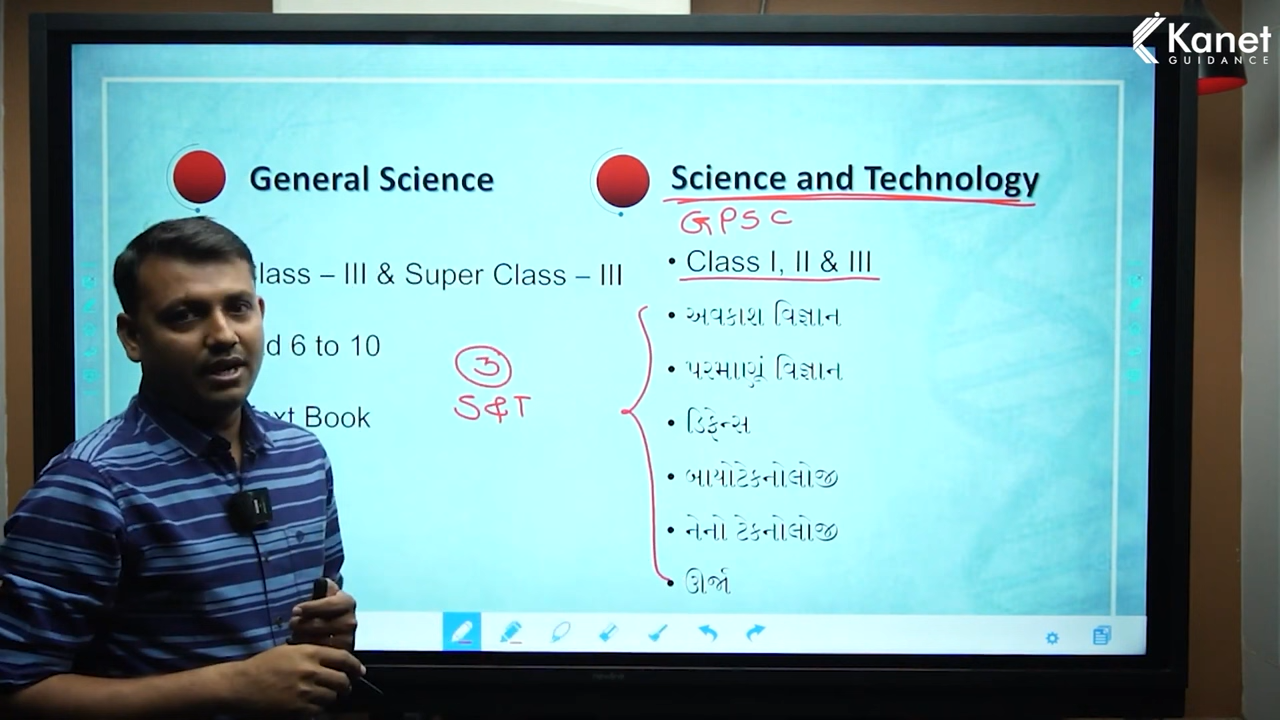 Kanet
GUIDANCE
General Science
lass – III & Super Class – III
d 6 to 10
xt Book
③
S&T
Science and Technology
GPSC
• Class I, II & III
• અવકાશ વિજ્ઞાન
• પરમાાણું વિજ્ઞાન
• ડિફેન્સ
• બાયોટેકનોલોજી
• નેનો ટેકનોલોજી
• ઊર્જા